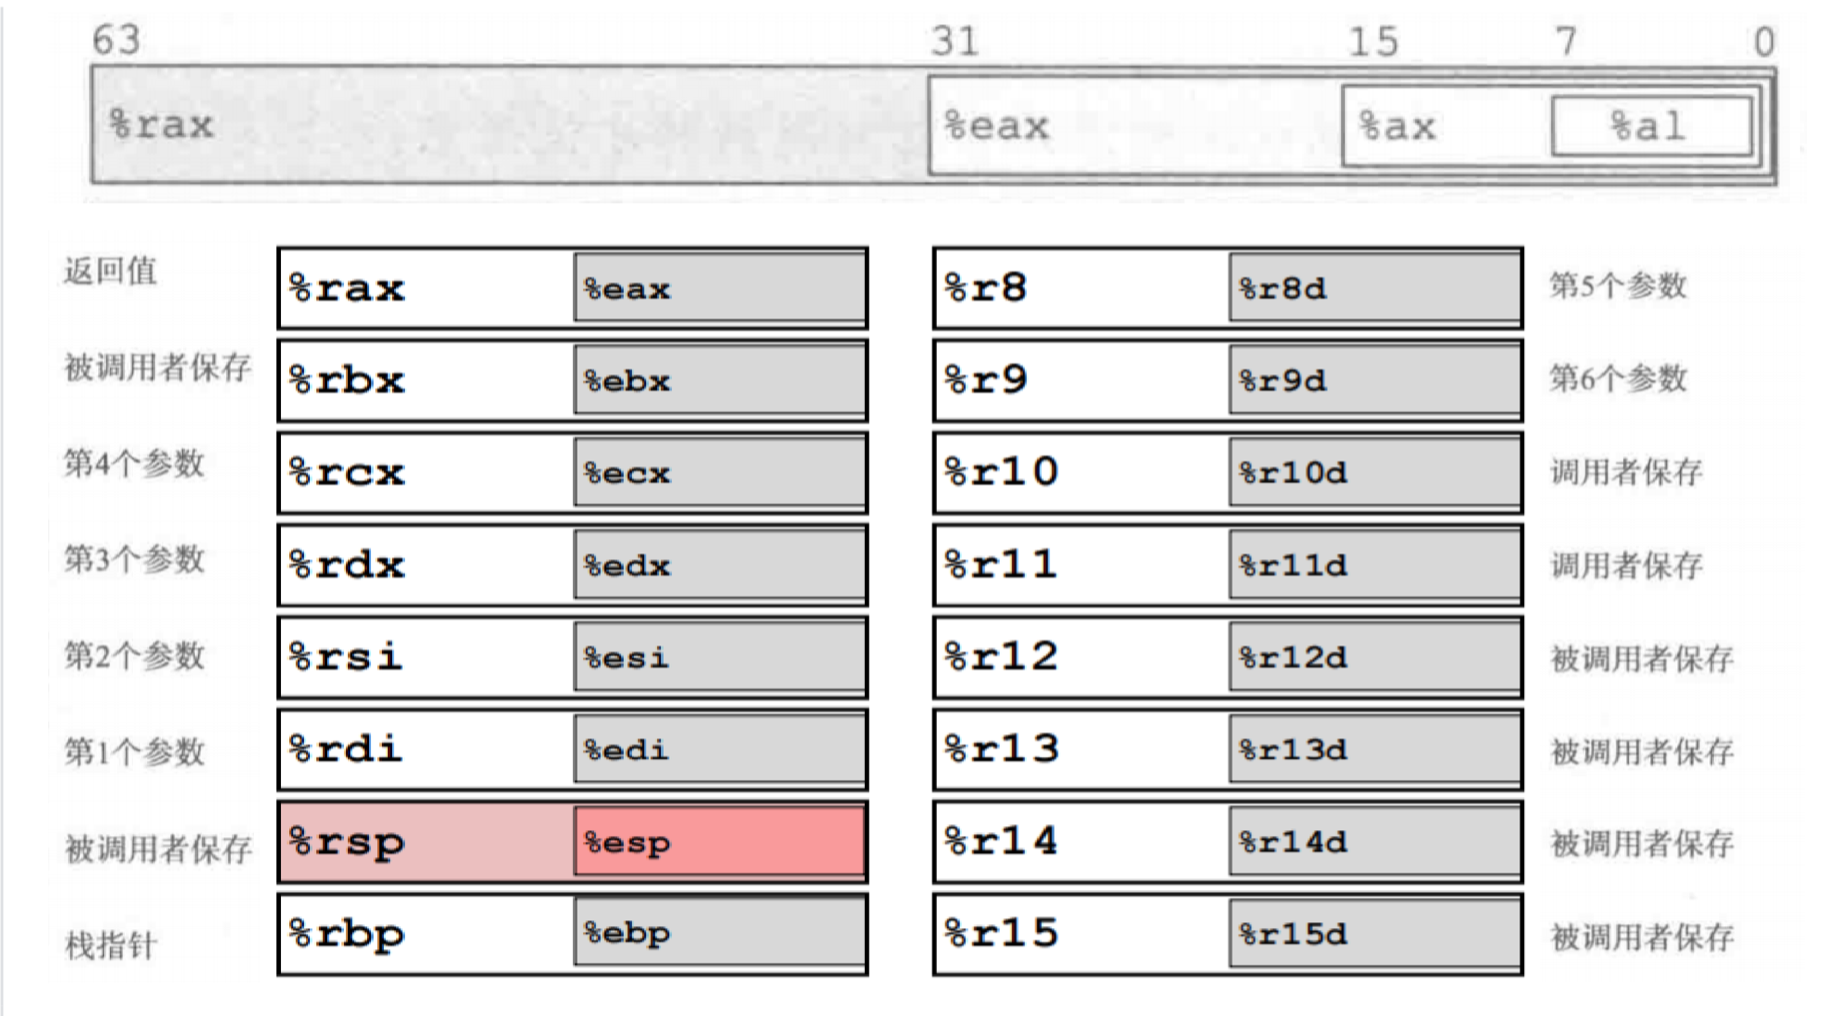 63 31 15 7 0
%rax %eax %ax %al
返回值 %rax %eax %r8 %r8d 第5个参数
被调用者保存 %rbx %ebx %r9 %r9d 第6个参数
第4个参数 %rcx %ecx %r10 %r10d 调用者保存
第3个参数 %rdx %edx %r11 %r11d 调用者保存
第2个参数 %rsi %esi %r12 %r12d 被调用者保存
第1个参数 %rdi %edi %r13 %r13d 被调用者保存
被调用者保存 %rsp %esp %r14 %r14d 被调用者保存
栈指针 %rbp %ebp %r15 %r15d 被调用者保存